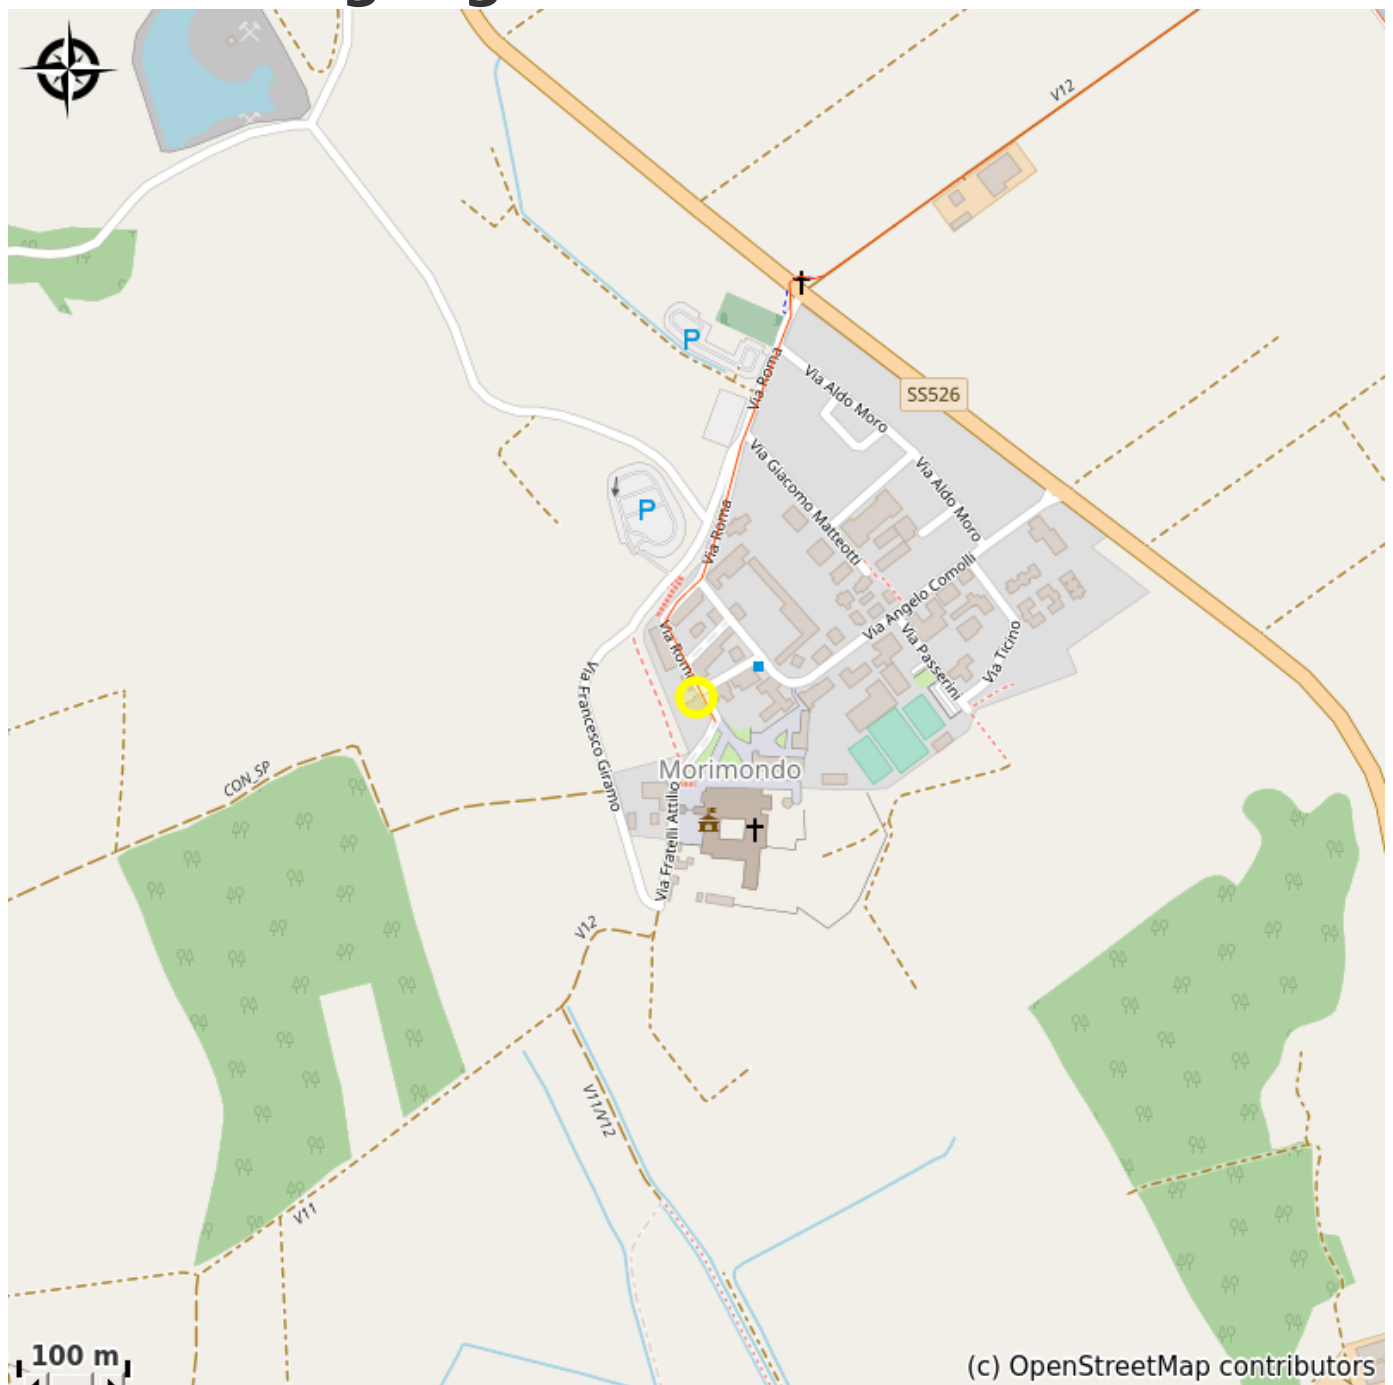 V12
P
Via Roma
Via Aldo Moro
SS526
Via Giacomo Matteotti
Via Aldo Moro
P
Via Roma
Via Angelo Comolli
Via Roma
Via Passerini
Via Ticino
Via Francesco Giramo
Morimondo
CON_SP
Via Fratelli Attilio
V12
V11/V12
V11
100 m
(c) OpenStreetMap contributors